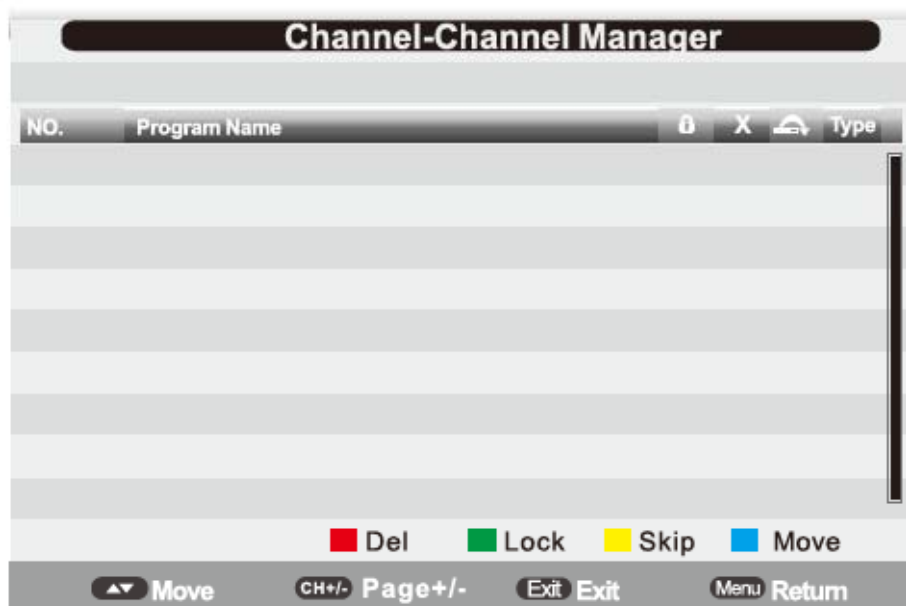 Channel-Channel Manager
NO. Program Name X Type
Del Lock Skip Move
Move CH+/- Page+/- Exit Exit Menu Return